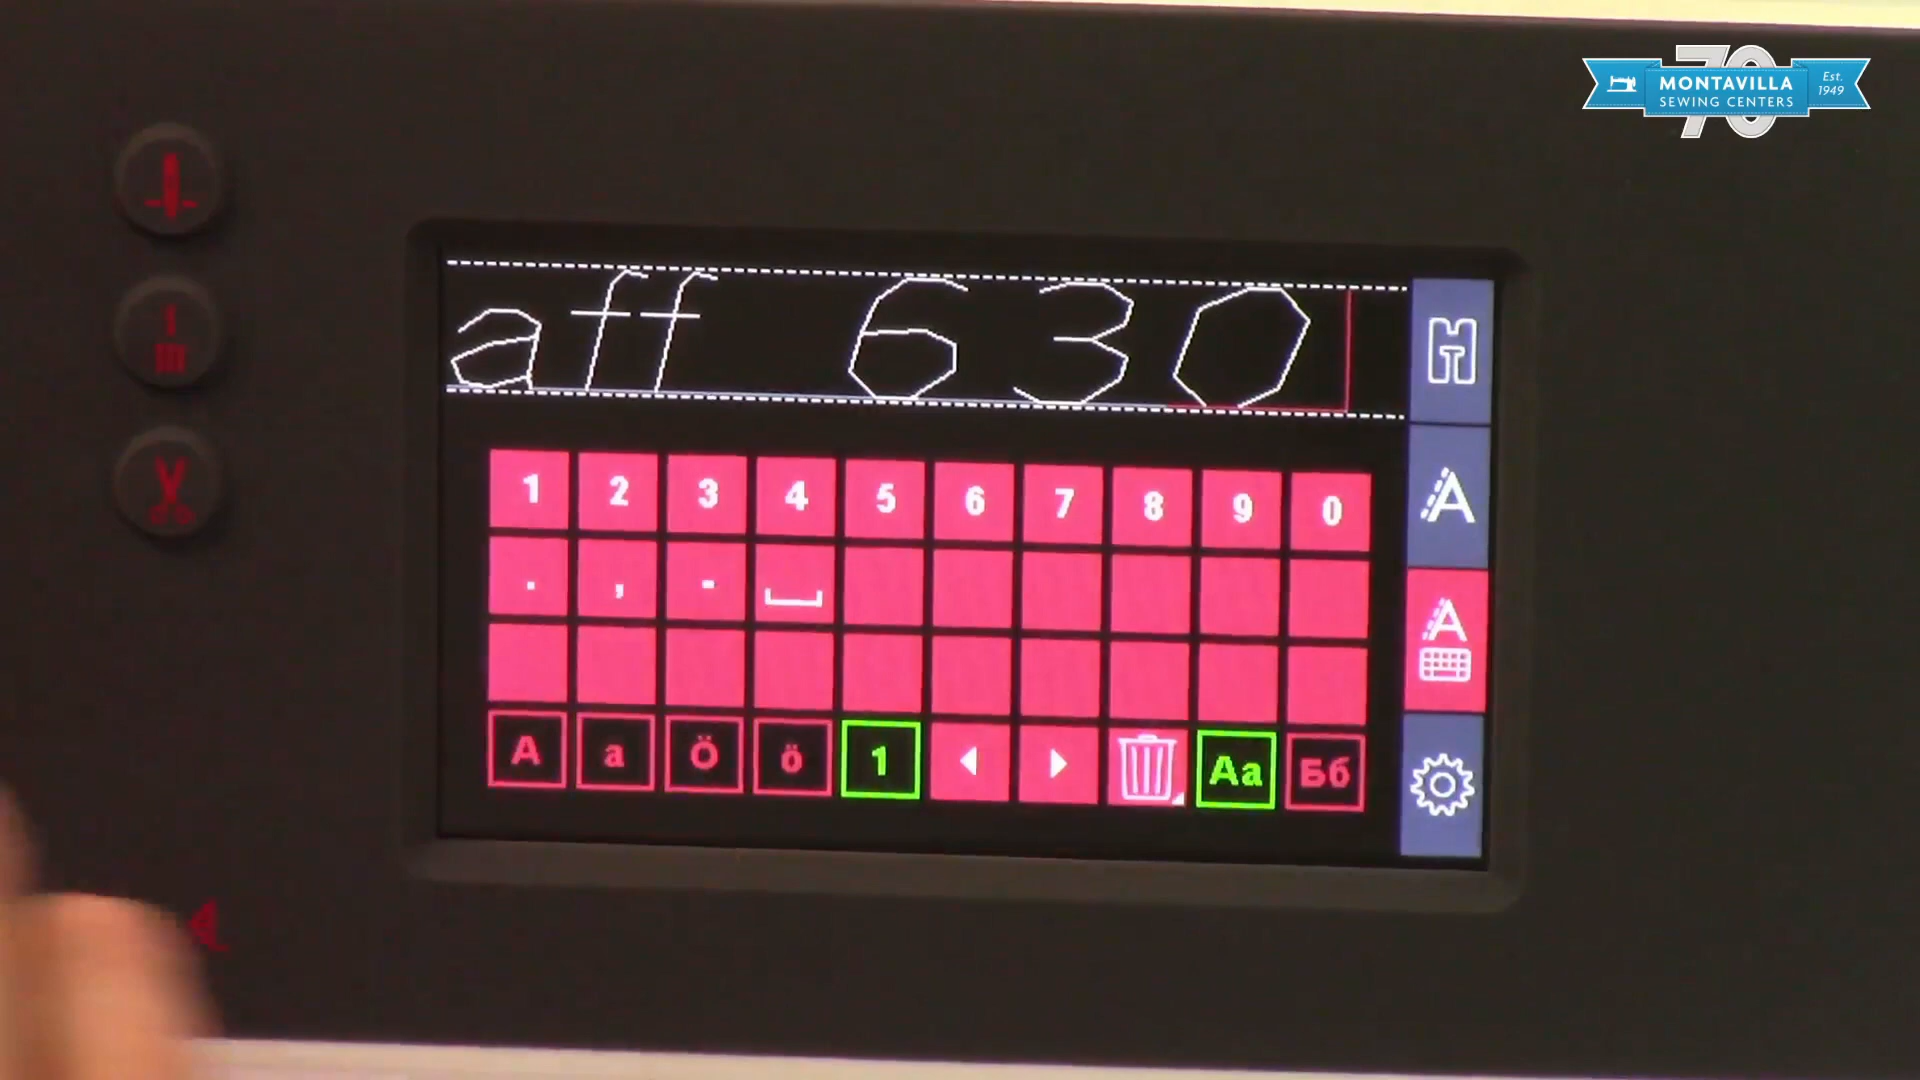 70
MONTAVILLA
SEWING CENTERS
Est.
1949
aff 630
1 2 3 4 5 6 7 8 9 0
. , -
A a Ö ö 1 Aa Бб
A
A